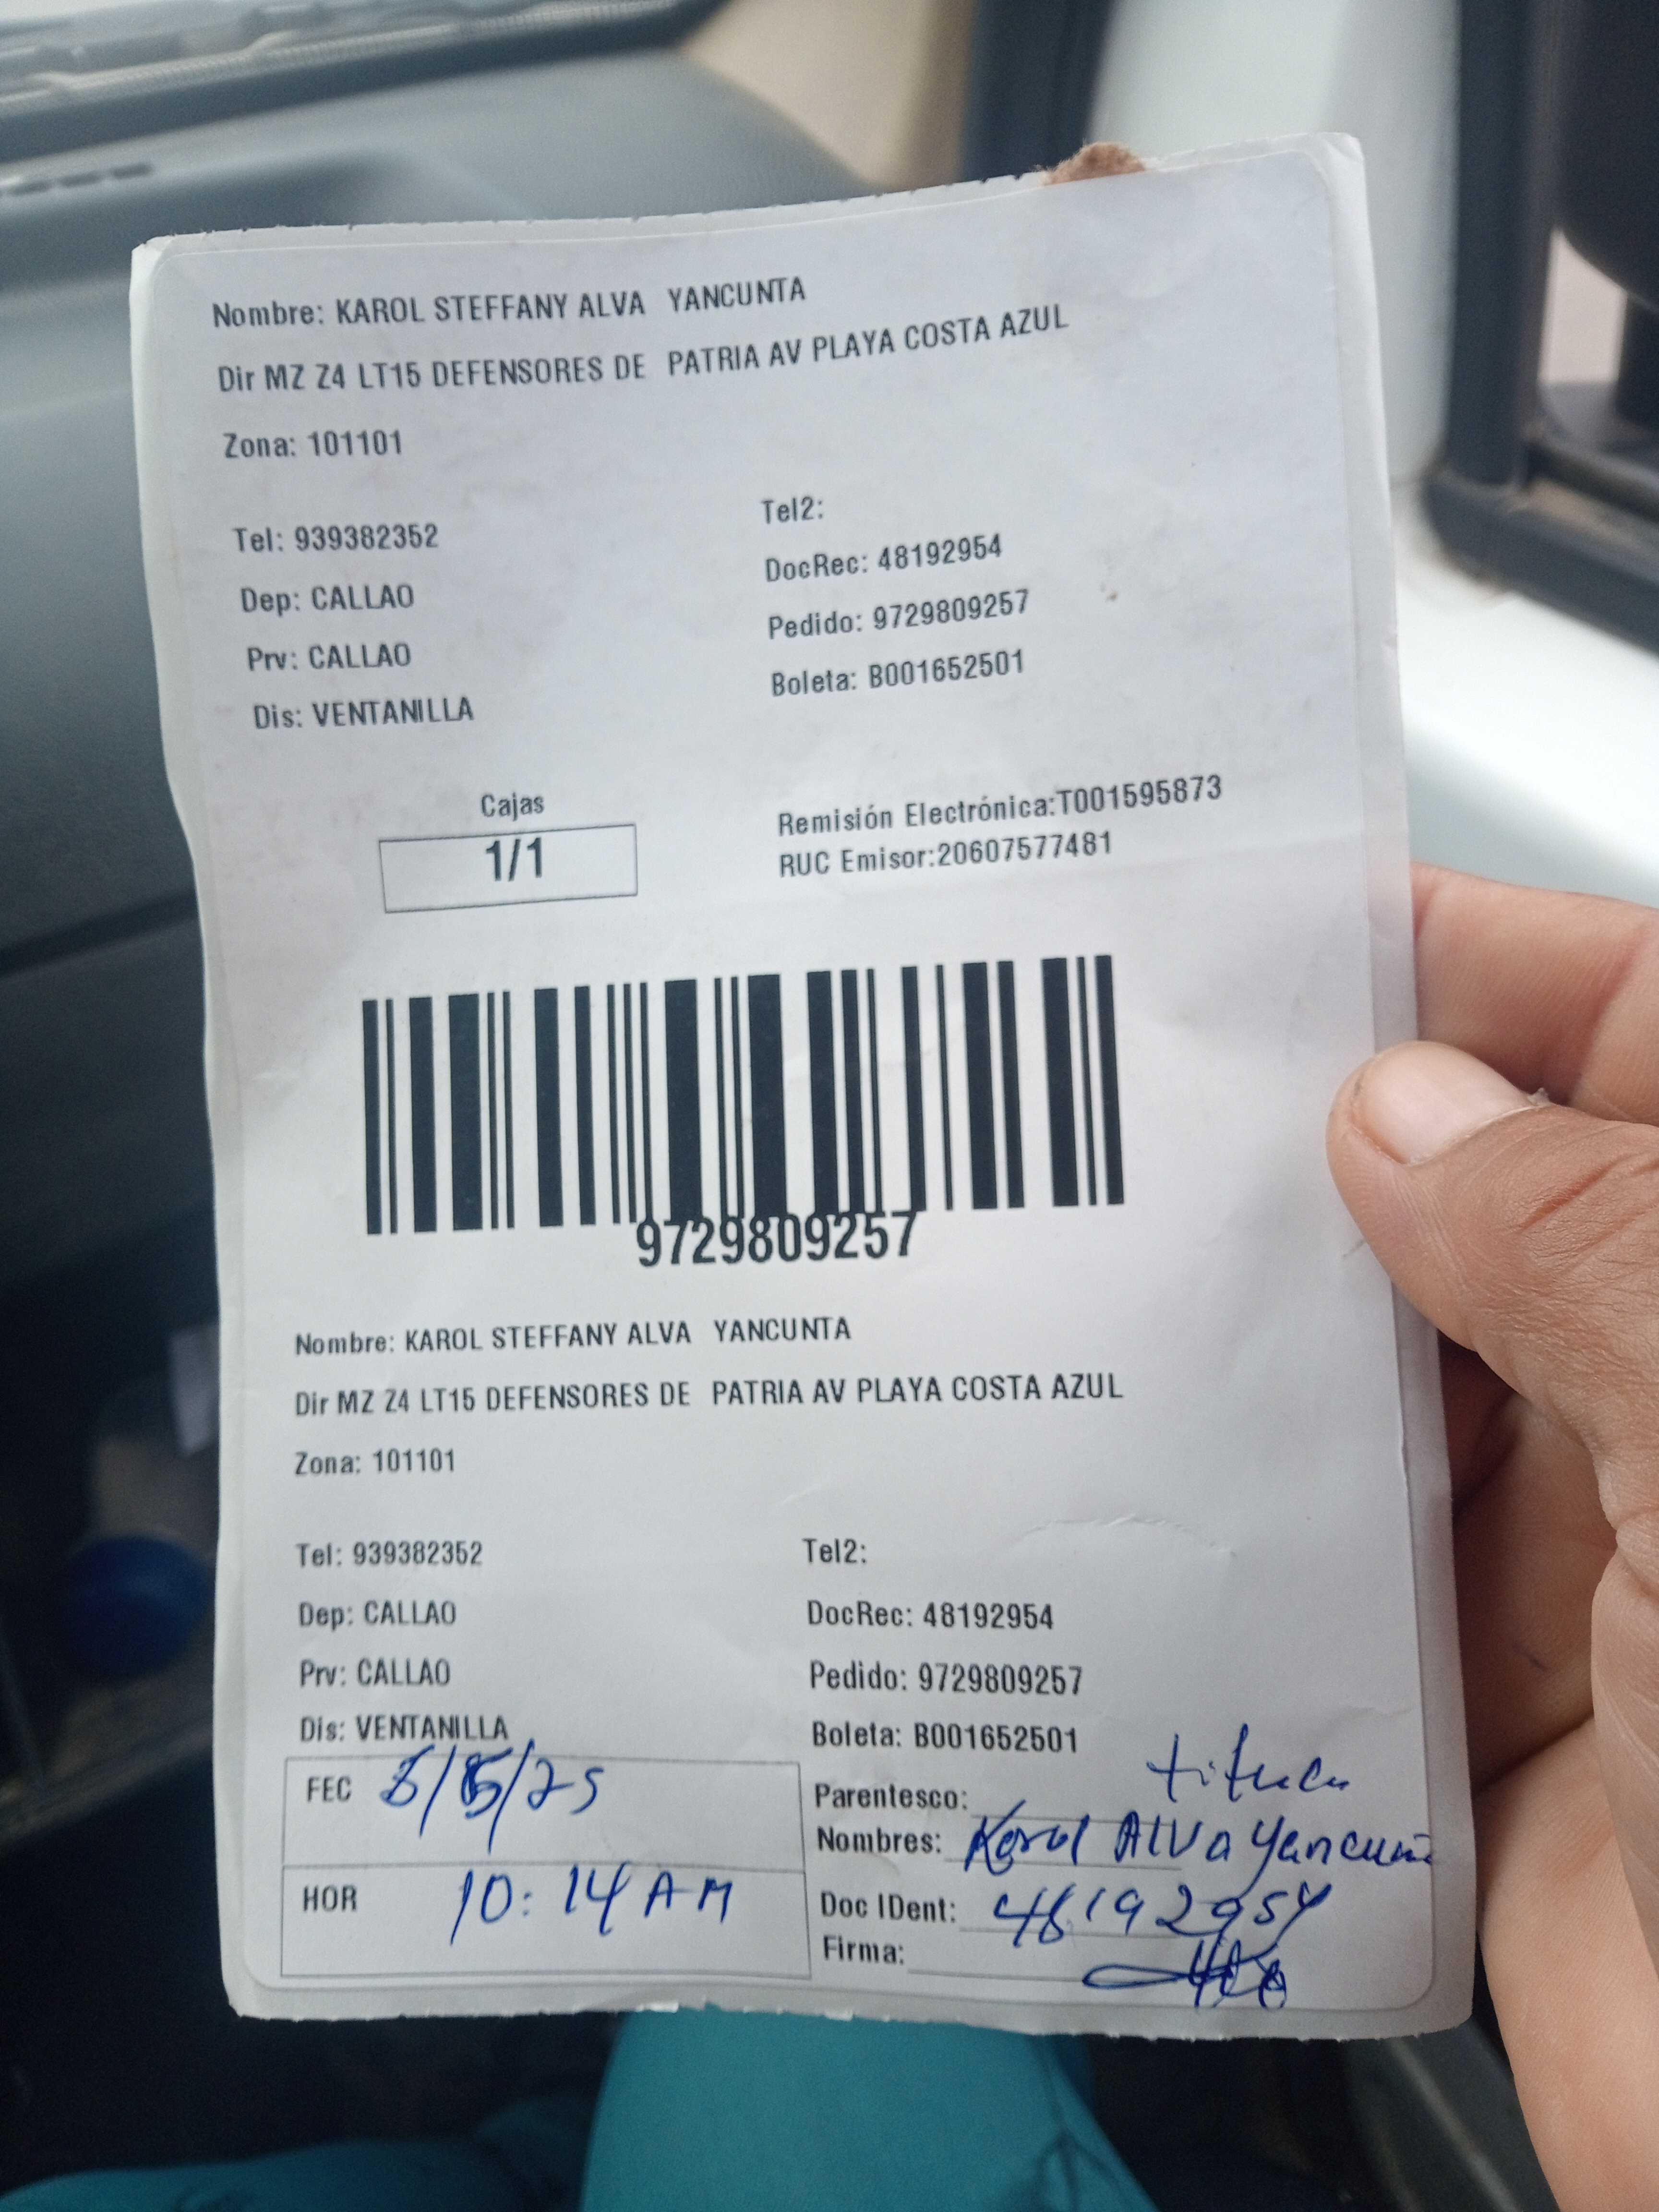 Nombre: KAROL STEFFANY ALVA YANCUNTA
Dir MZ Z4 LT15 DEFENSORES DE PATRIA AV PLAYA COSTA AZUL
Zona: 101101
Tel: 939382352
Tel2:
Dep: CALLAO
DocRec: 48192954
Prv: CALLAO
Pedido: 9729809257
Dis: VENTANILLA
Boleta: B001652501
Cajas
1/1
Remisión Electrónica:T001595873
RUC Emisor:20607577481
9729809257
Nombre: KAROL STEFFANY ALVA YANCUNTA
Dir MZ Z4 LT15 DEFENSORES DE PATRIA AV PLAYA COSTA AZUL
Zona: 101101
Tel: 939382352
Tel2:
Dep: CALLAO
DocRec: 48192954
Prv: CALLAO
Pedido: 9729809257
Dis: VENTANILLA
Boleta: B001652501
FEC
Parentesco:
Nombres: Karol Alva
HOR 10:14 AM
Doc IDent: 48192954
Firma: